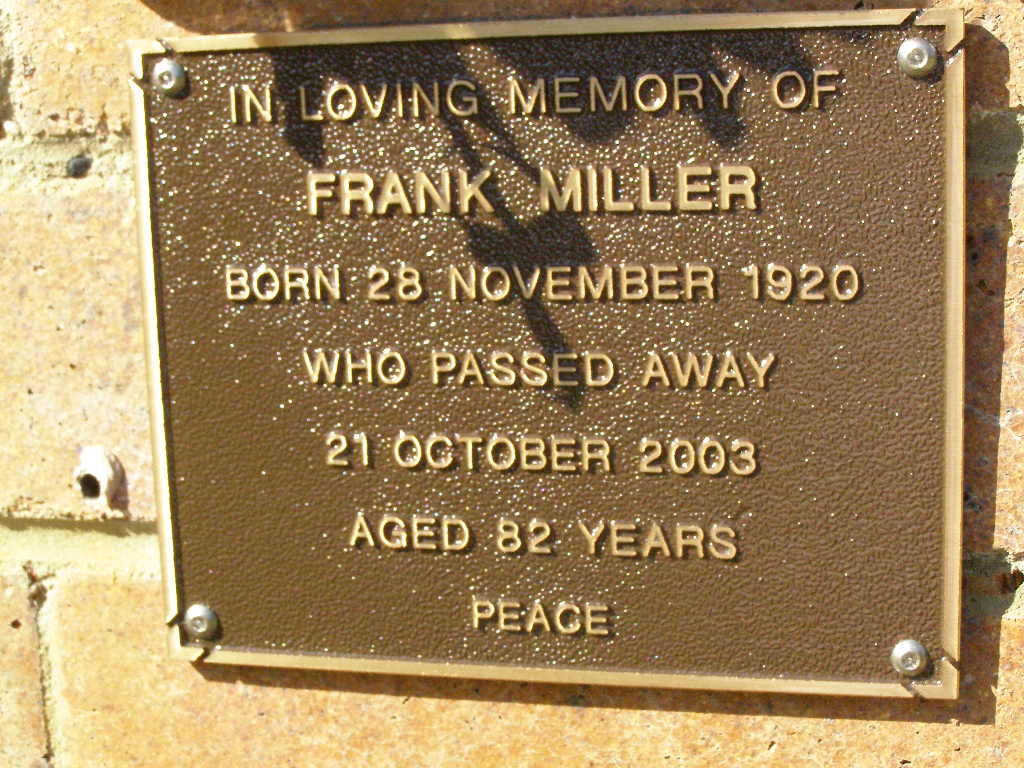 IN LOVING MEMORY OF
FRANK MILLER
BORN 28 NOVEMBER 1920
WHO PASSED AWAY
21 OCTOBER 2003
AGED 82 YEARS
PEACE